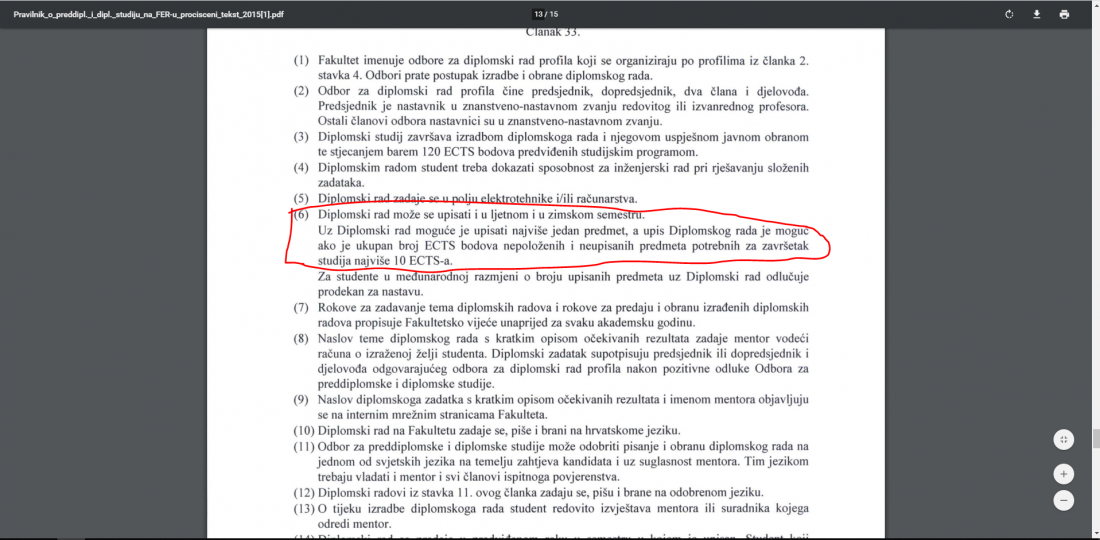 Pravilnik_o_preddipl._i_dipl._studiju_na_FER-u_procisceni_tekst_2015[1].pdf
13 / 15
Članak 33.
(1) Fakultet imenuje odbore za diplomski rad profila koji se organiziraju po profilima iz članka 2.
stavka 4. Odbori prate postupak izradbe i obrane diplomskog rada.
(2) Odbor za diplomski rad profila čine predsjednik, dopredsjednik, dva člana i djelovođa.
Predsjednik je nastavnik u znanstveno-nastavnom zvanju redovitog ili izvanrednog profesora.
Ostali članovi odbora nastavnici su u znanstveno-nastavnom zvanju.
(3) Diplomski studij završava izradbom diplomskoga rada i njegovom uspješnom javnom obranom
te stjecanjem barem 120 ECTS bodova predviđenih studijskim programom.
(4) Diplomskim radom student treba dokazati sposobnost za inženjerski rad pri rješavanju složenih
zadataka.
(5) Diplomski rad zadaje se u polju elektrotehnike i/ili računarstva.
(6) Diplomski rad može se upisati i u ljetnom i u zimskom semestru.
Uz Diplomski rad moguće je upisati najviše jedan predmet, a upis Diplomskog rada je moguć
ako je ukupan broj ECTS bodova nepoloženih i neupisanih predmeta potrebnih za završetak
studija najviše 10 ECTS-a.
Za studente u međunarodnoj razmjeni o broju upisanih predmeta uz Diplomski rad odlučuje
prodekan za nastavu.
(7) Rokove za zadavanje tema diplomskih radova i rokove za predaju i obranu izrađenih diplomskih
radova propisuje Fakultetsko vijeće unaprijed za svaku akademsku godinu.
(8) Naslov teme diplomskog rada s kratkim opisom očekivanih rezultata zadaje mentor vodeći
računa o izraženoj želji studenta. Diplomski zadatak supotpisuju predsjednik ili dopredsjednik i
djelovođa odgovarajućeg odbora za diplomski rad profila nakon pozitivne odluke Odbora za
preddiplomske i diplomske studije.
(9) Naslov diplomskoga zadatka s kratkim opisom očekivanih rezultata i imenom mentora objavljuju
se na internim mrežnim stranicama Fakulteta.
(10) Diplomski rad na Fakultetu zadaje se, piše i brani na hrvatskome jeziku.
(11) Odbor za preddiplomske i diplomske studije može odobriti pisanje i obranu diplomskog rada na
jednom od svjetskih jezika na temelju zahtjeva kandidata i uz suglasnost mentora. Tim jezikom
trebaju vladati i mentor i svi članovi ispitnoga povjerenstva.
(12) Diplomski radovi iz stavka 11. ovog članka zadaju se, pišu i brane na odobrenom jeziku.
(13) O tijeku izradbe diplomskoga rada student redovito izvještava mentora ili suradnika kojega
odredi mentor.
(14) Diplomski rad se predaje u predviđenom roku u semestru u kojem je upisan. Student koji